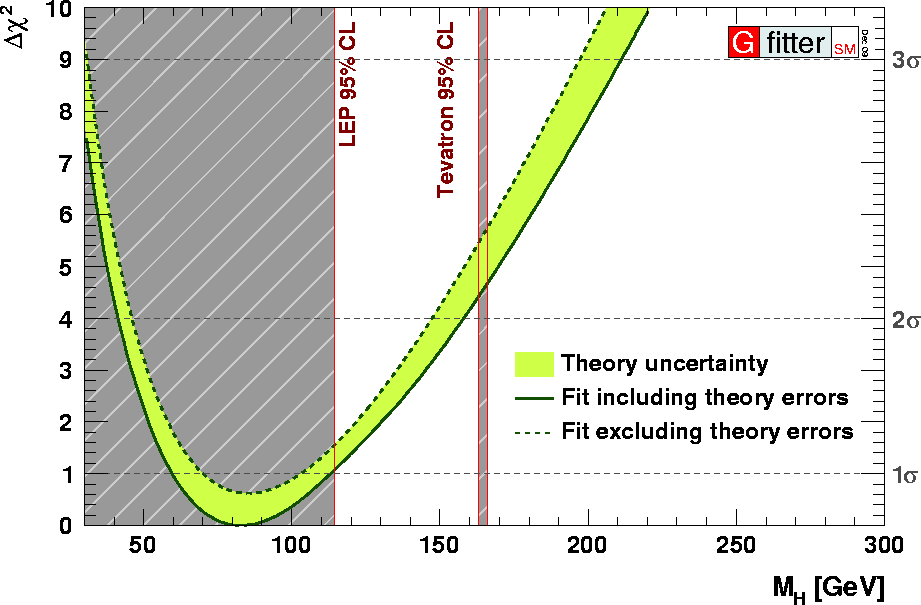 Δχ²
10
9
8
7
6
5
4
3
2
1
0
LEP 95% CL
Tevatron 95% CL
G fitter SM
Dec 09
3σ
2σ
1σ
Theory uncertainty
Fit including theory errors
Fit excluding theory errors
50 100 150 200 250 300
M_H [GeV]